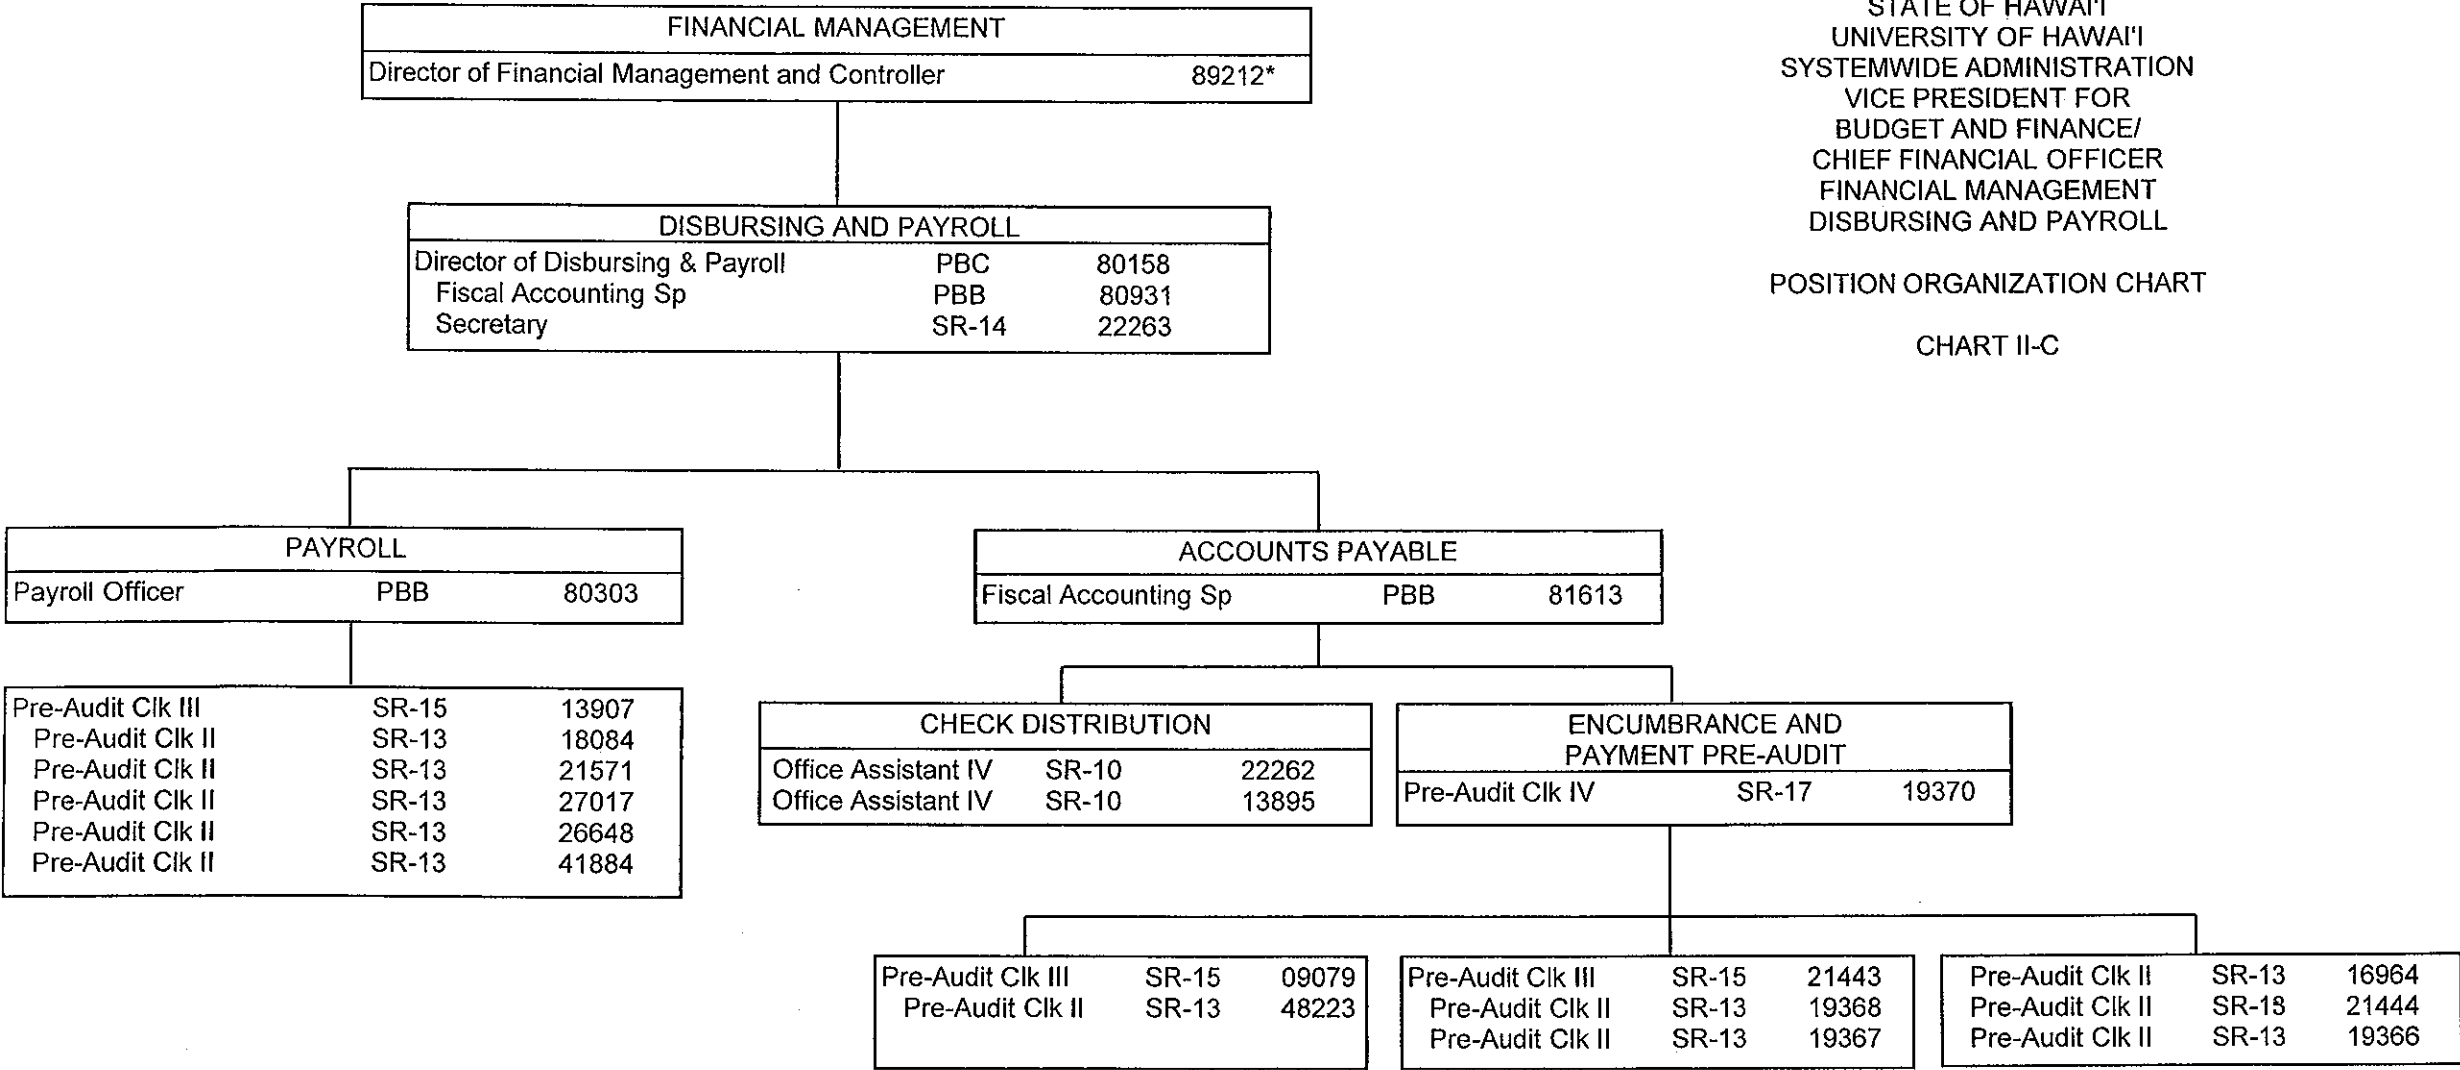 STATE OF HAWAI'I
UNIVERSITY OF HAWAI'I
SYSTEMWIDE ADMINISTRATION
VICE PRESIDENT FOR
BUDGET AND FINANCE/
CHIEF FINANCIAL OFFICER
FINANCIAL MANAGEMENT
DISBURSING AND PAYROLL
POSITION ORGANIZATION CHART
CHART II-C
FINANCIAL MANAGEMENT
Director of Financial Management and Controller 89212*
DISBURSING AND PAYROLL
Director of Disbursing & Payroll PBC 80158
Fiscal Accounting Sp PBB 80931
Secretary SR-14 22263
PAYROLL
Payroll Officer PBB 80303
Pre-Audit Clk III SR-15 13907
Pre-Audit Clk II SR-13 18084
Pre-Audit Clk II SR-13 21571
Pre-Audit Clk II SR-13 27017
Pre-Audit Clk II SR-13 26648
Pre-Audit Clk II SR-13 41884
ACCOUNTS PAYABLE
Fiscal Accounting Sp PBB 81613
CHECK DISTRIBUTION
Office Assistant IV SR-10 22262
Office Assistant IV SR-10 13895
ENCUMBRANCE AND
PAYMENT PRE-AUDIT
Pre-Audit Clk IV SR-17 19370
Pre-Audit Clk III SR-15 09079
Pre-Audit Clk II SR-13 48223
Pre-Audit Clk III SR-15 21443
Pre-Audit Clk II SR-13 19368
Pre-Audit Clk II SR-13 19367
Pre-Audit Clk II SR-13 16964
Pre-Audit Clk II SR-13 21444
Pre-Audit Clk II SR-13 19366